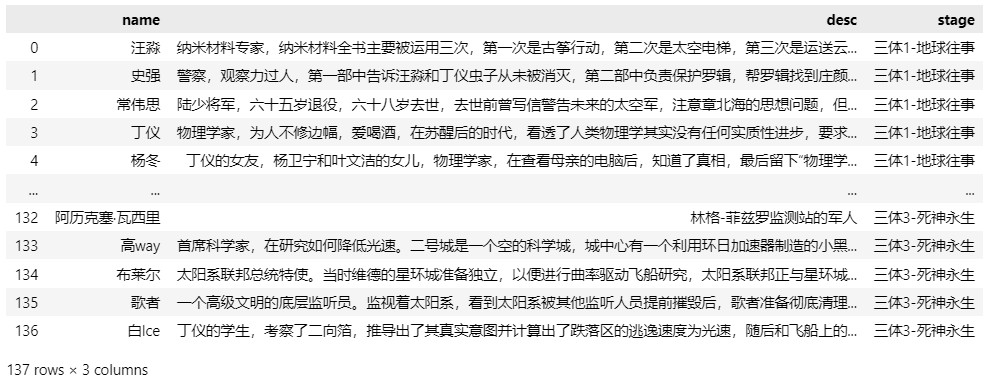 name desc stage
0 汪淼 纳米材料专家，纳米材料全书主要被运用三次，第一次是古筝行动，第二次是太空电梯，第三次是运送云... 三体1-地球往事
1 史强 警察，观察力过人，第一部中告诉汪淼和丁仪虫子从未被消灭，第二部中负责保护罗辑，帮罗辑找到庄颜... 三体1-地球往事
2 常伟思 陆少将军，六十五岁退役，六十八岁去世，去世前曾写信警告未来的太空军，注意章北海的思想问题，但... 三体1-地球往事
3 丁仪 物理学家，为人不修边幅，爱喝酒，在苏醒后的时代，看透了人类物理学其实没有任何实质性进步，要求... 三体1-地球往事
4 杨冬 丁仪的女友，杨卫宁和叶文洁的女儿，物理学家，在查看母亲的电脑后，知道了真相，最后留下“物理学... 三体1-地球往事
... ... ... ...
132 阿历克塞·瓦西里 林格-菲兹罗监测站的军人 三体3-死神永生
133 高way 首席科学家，在研究如何降低光速。二号城是一个空的科学城，城中心有一个利用环日加速器制造的小黑... 三体3-死神永生
134 布莱尔 太阳系联邦总统特使。当时维德的星环城准备独立，以便进行曲率驱动飞船研究，太阳系联邦正与星环城... 三体3-死神永生
135 歌者 一个高级文明的底层监听员。监视着太阳系，看到太阳系被其他监听人员提前摧毁后，歌者准备彻底清理... 三体3-死神永生
136 白Ice 丁仪的学生，考察了二向箔，推导出了其真实意图并计算出了跌落区的逃逸速度为光速，随后和飞船上的... 三体3-死神永生
137 rows × 3 columns